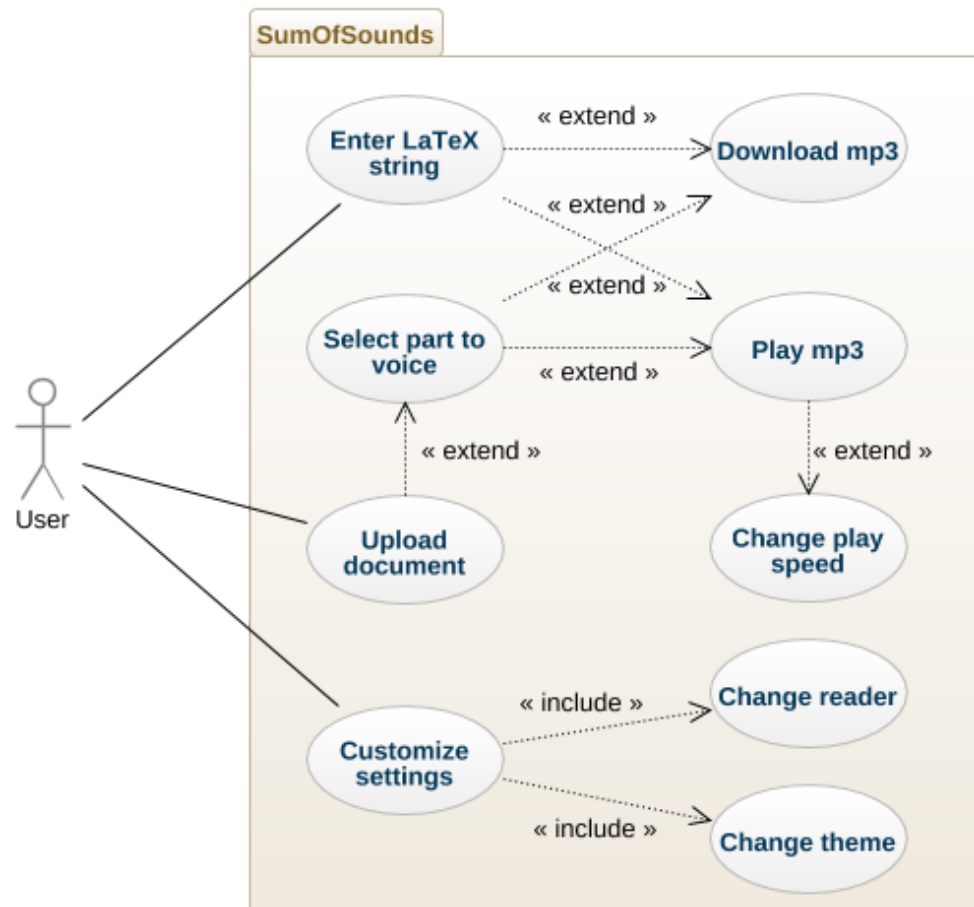 SumOfSounds
« extend »
Enter LaTeX
string
Download mp3
« extend »
« extend »
Select part to
voice
Play mp3
« extend »
« extend »
« extend »
User
Upload
document
Change play
speed
« include »
Change reader
Customize
settings
« include »
Change theme